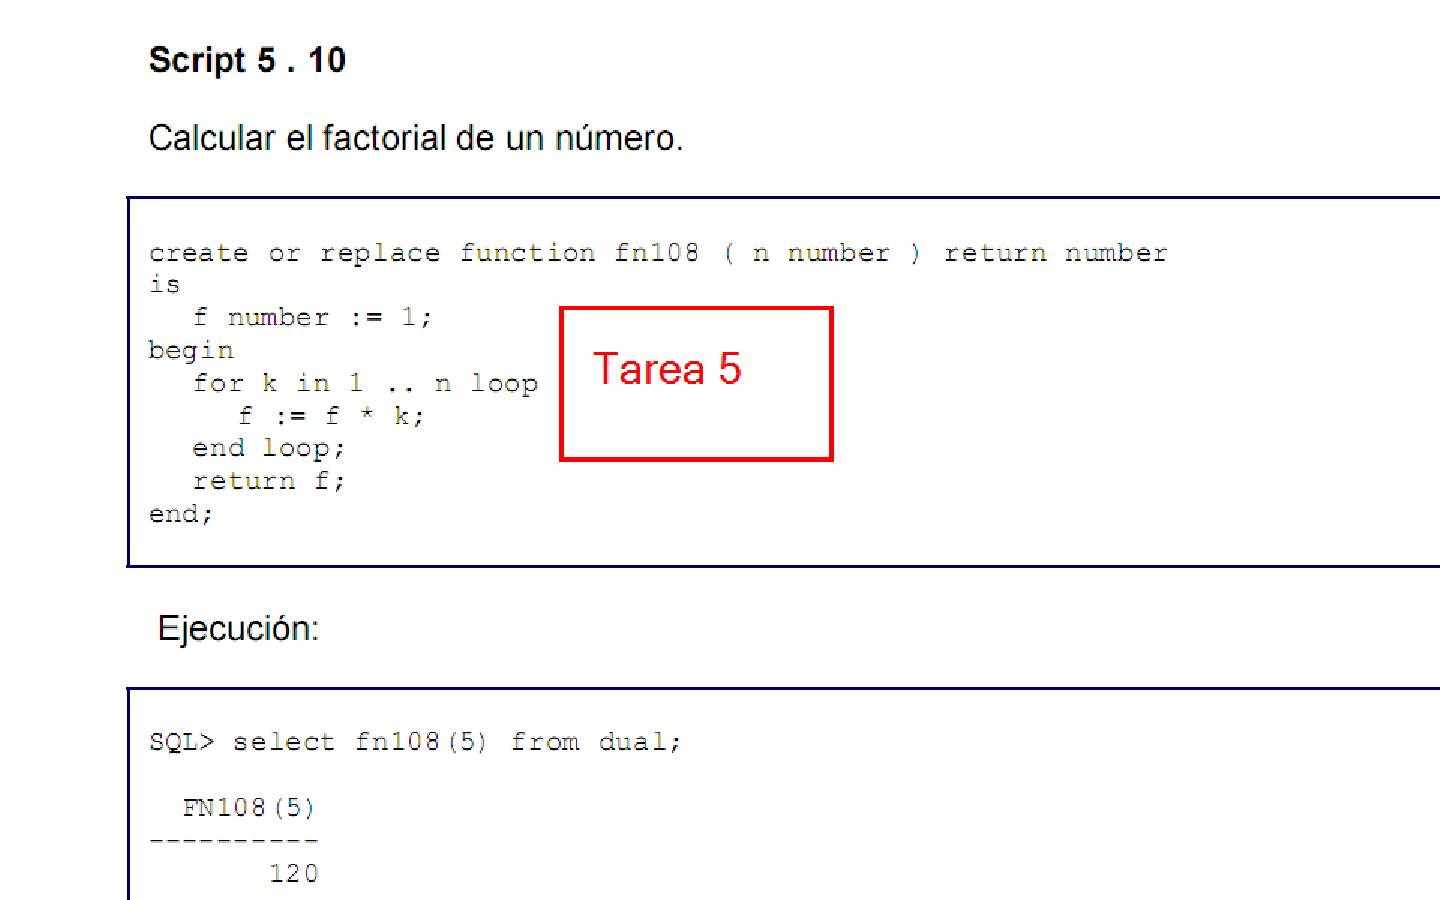 Script 5 . 10
Calcular el factorial de un número.
create or replace function fn108 ( n number ) return number
is
f number := 1;
begin
for k in 1 .. n loop
f := f * k;
end loop;
return f;
end;
Tarea 5
Ejecución:
SQL> select fn108(5) from dual;
FN108(5)
----------
120